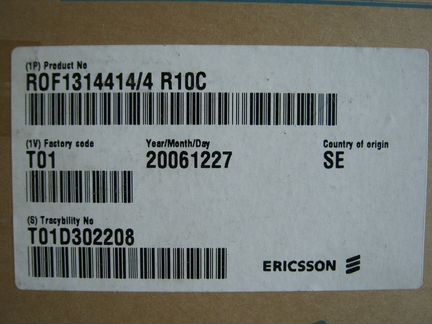 (1P) Product No
ROF1314414/4 R10C
(1V) Factory code Year/Month/Day Country of origin
T01 20061227 SE
(S) Tracybility No
T01D302208
ERICSSON